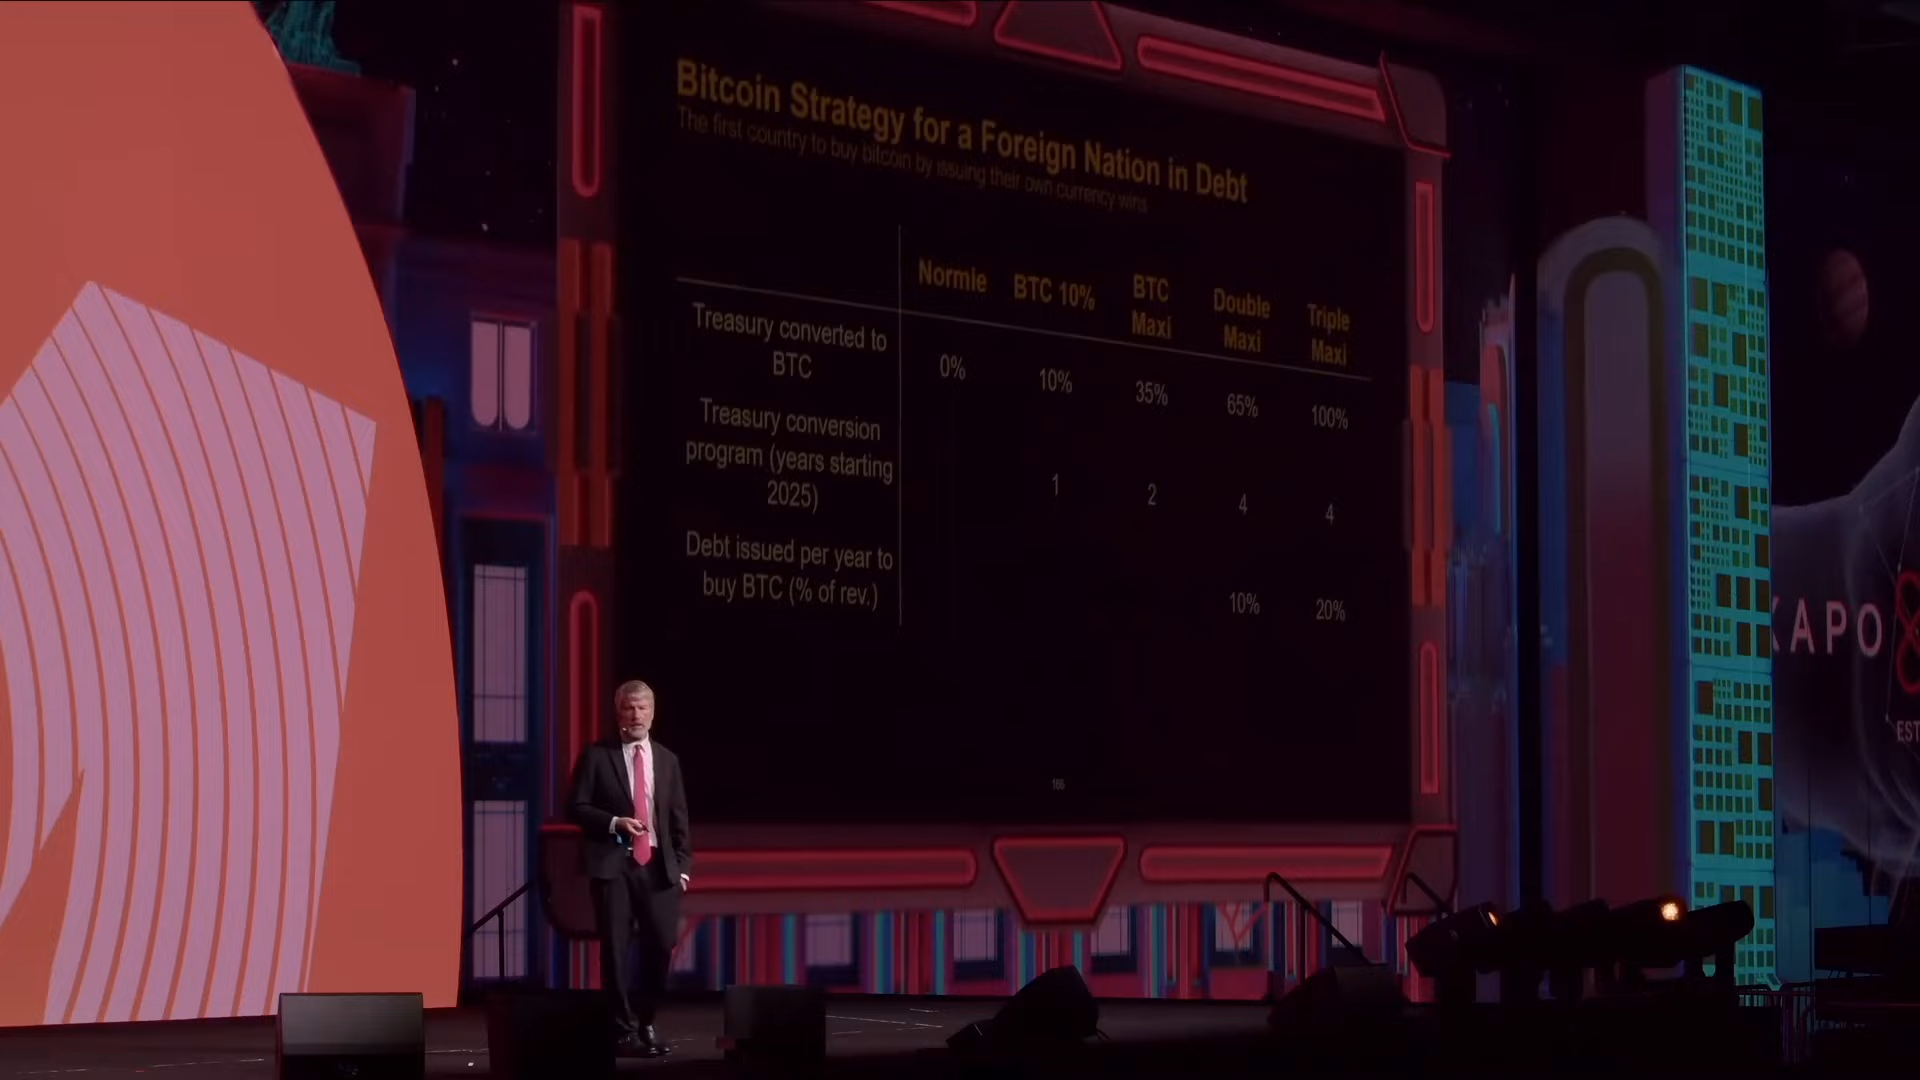 Bitcoin Strategy for a Foreign Nation in Debt
The first country to buy bitcoin by issuing their own currency wins
Normie BTC 10% BTC Maxi Double Maxi Triple Maxi
Treasury converted to BTC 0% 10% 35% 65% 100%
Treasury conversion program (years starting 2025) 1 2 4 4
Debt issued per year to buy BTC (% of rev.) 10% 20%
166
XAPO
EST